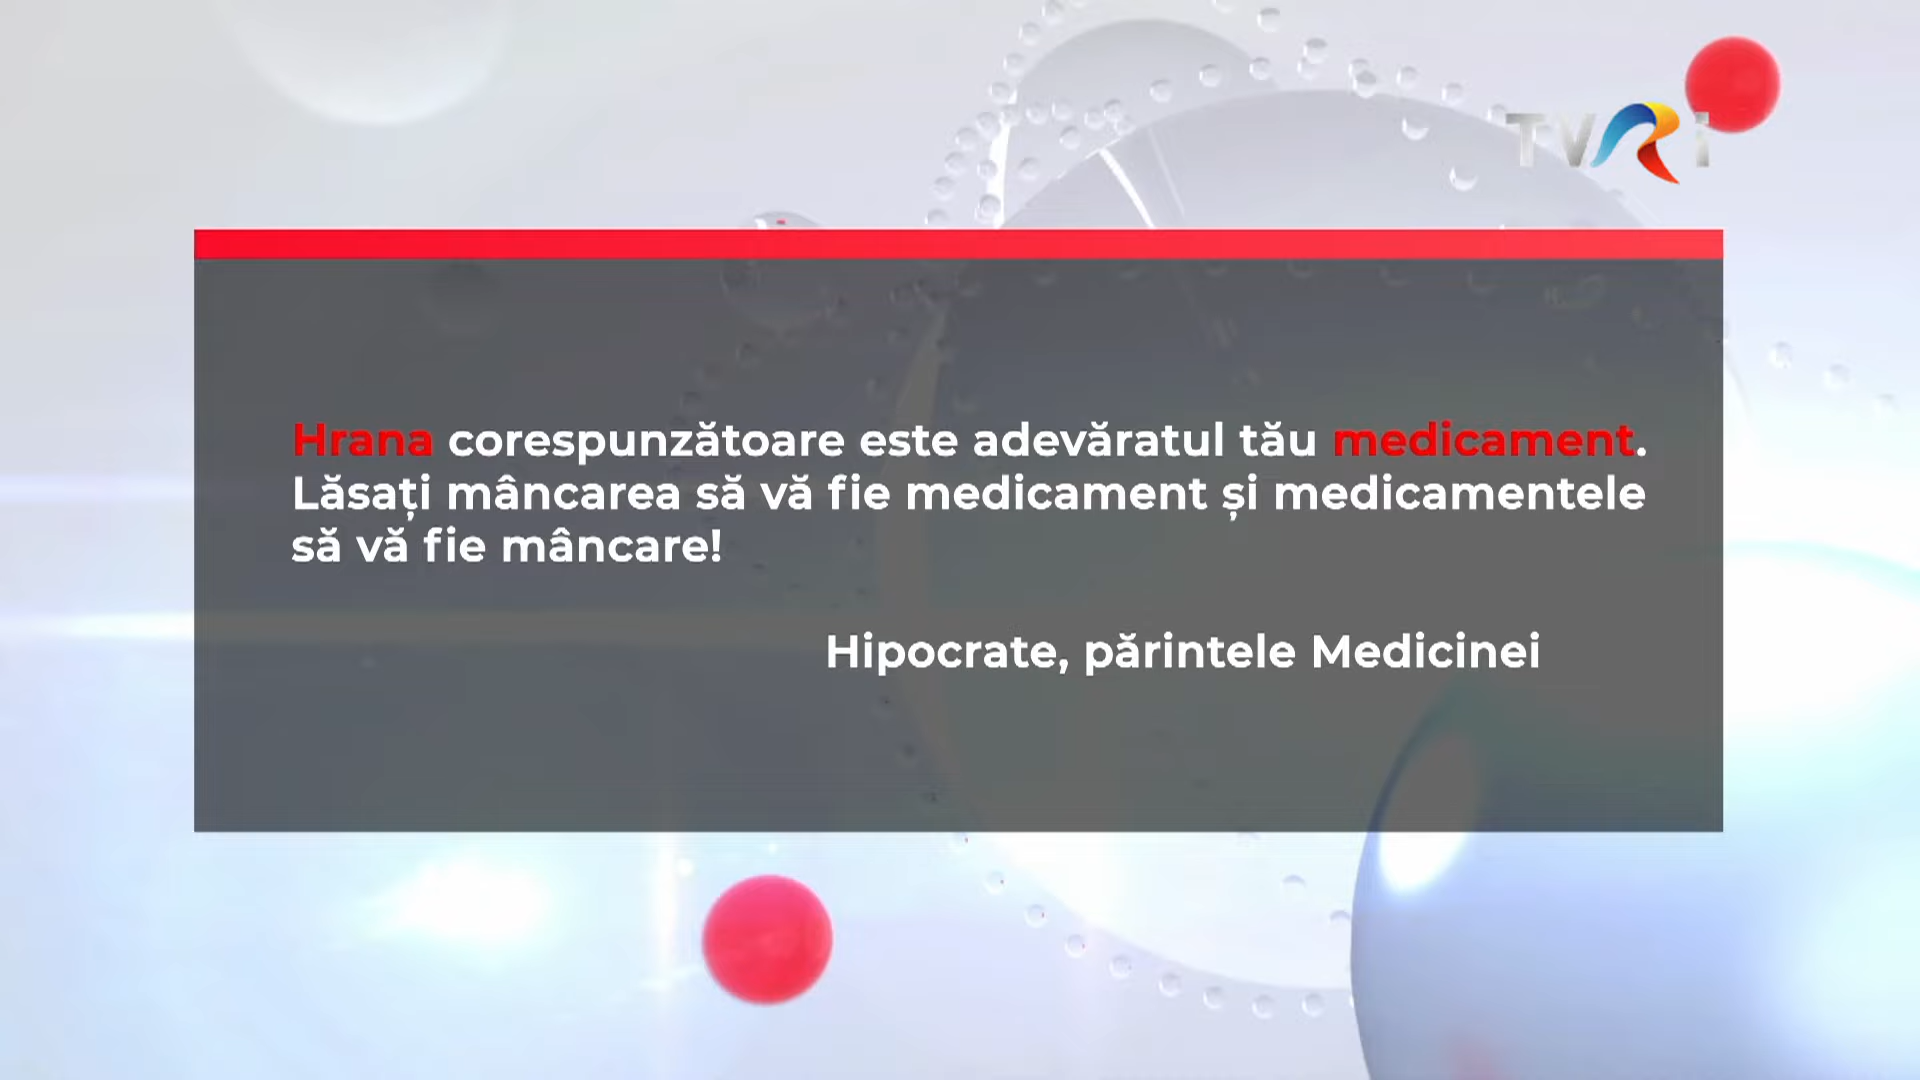 TVR i
Hrana corespunzătoare este adevăratul tău medicament.
Lăsați mâncarea să vă fie medicament și medicamentele
să vă fie mâncare!
Hipocrate, părintele Medicinei